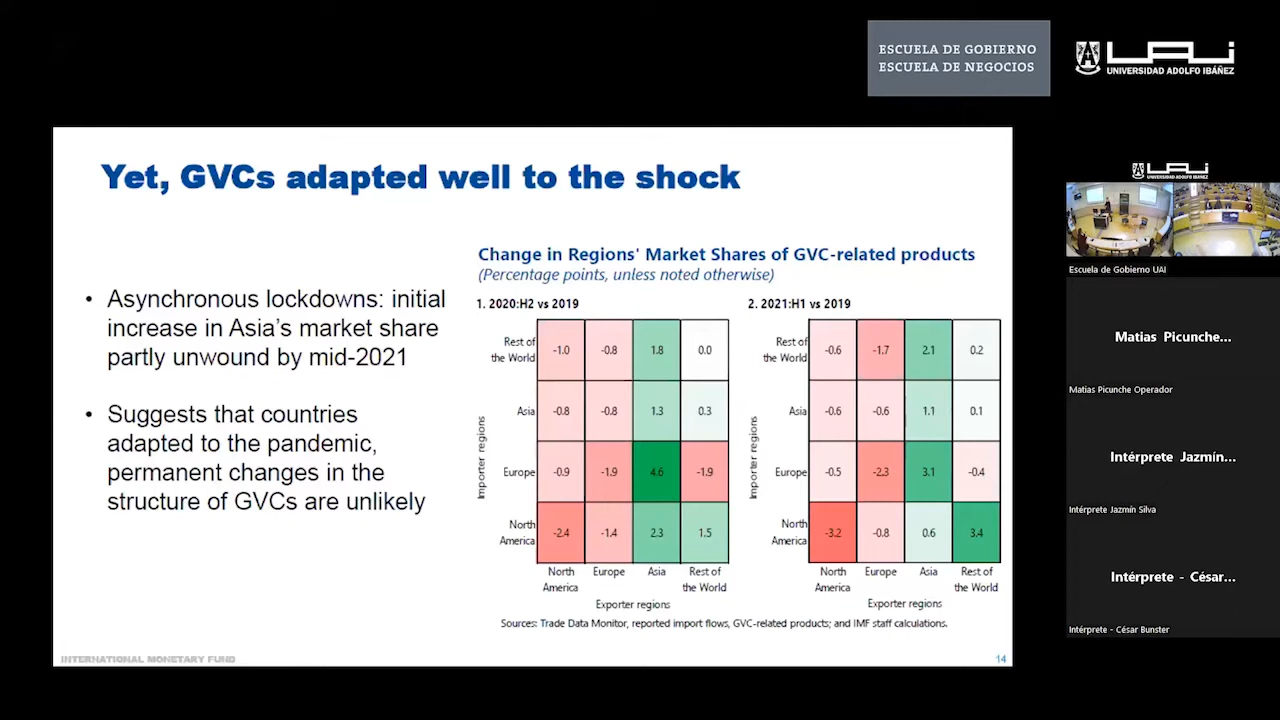 ESCUELA DE GOBIERNO
ESCUELA DE NEGOCIOS
UAI
UNIVERSIDAD ADOLFO IBÁÑEZ
Yet, GVCs adapted well to the shock
• Asynchronous lockdowns: initial
increase in Asia's market share
partly unwound by mid-2021
• Suggests that countries
adapted to the pandemic,
permanent changes in the
structure of GVCs are unlikely
Change in Regions' Market Shares of GVC-related products
(Percentage points, unless noted otherwise)
1. 2020:H2 vs 2019
Importer regions
Rest of
the World
-1.0 -0.8 1.8 0.0
Asia -0.8 -0.8 1.3 0.3
Europe -0.9 -1.9 4.6 -1.9
North
America
-2.4 -1.4 2.3 1.5
North
America
Europe
Asia
Rest of
the World
Exporter regions
2. 2021:H1 vs 2019
Importer regions
Rest of
the World
-0.6 -1.7 2.1 0.2
Asia -0.6 -0.6 1.1 0.1
Europe -0.5 -2.3 3.1 -0.4
North
America
-3.2 -0.8 0.6 3.4
North
America
Europe
Asia
Rest of
the World
Exporter regions
Sources: Trade Data Monitor, reported import flows, GVC-related products; and IMF staff calculations.
INTERNATIONAL MONETARY FUND
14
UAI
UNIVERSIDAD ADOLFO IBÁÑEZ
Escuela de Gobierno UAI
Matias Picunche...
Matias Picunche Operador
Intérprete Jazmín...
Intérprete Jazmín Silva
Intérprete - César...
Intérprete - César Bunster